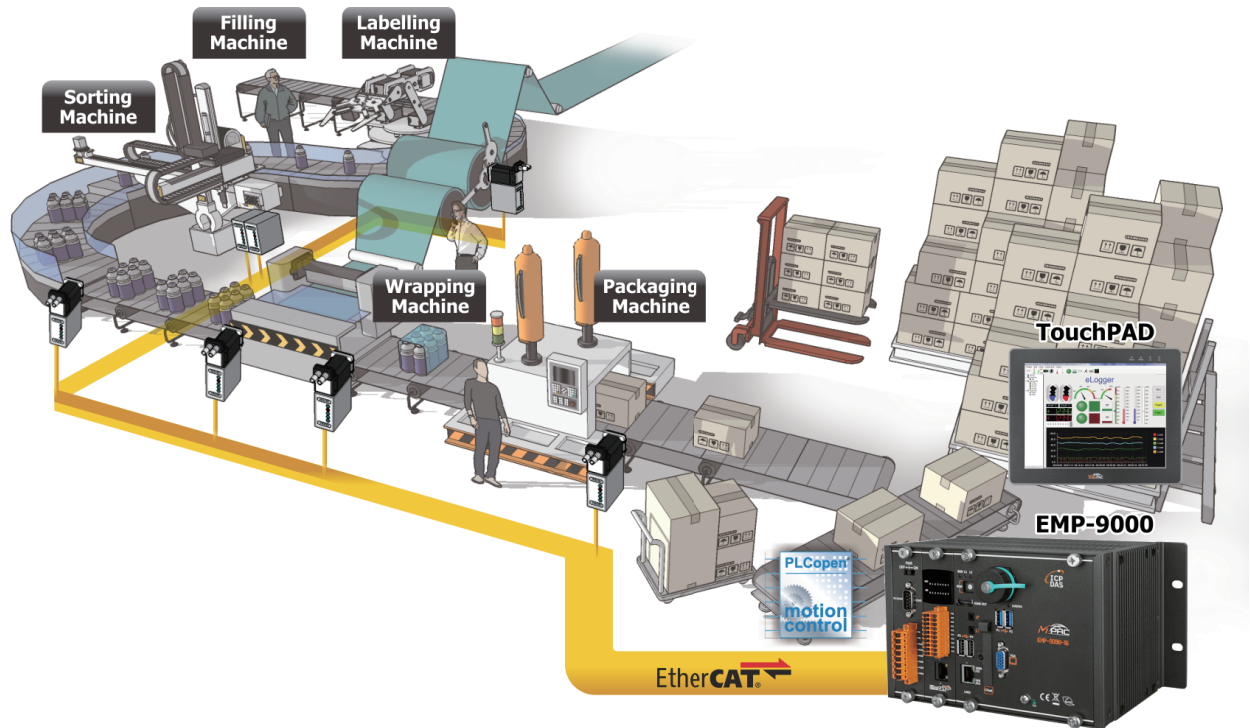 Filling
Machine
Labelling
Machine
Sorting
Machine
Wrapping
Machine
Packaging
Machine
TouchPAD
eLogger
EMP-9000
PLCopen
motion
control
ICP
DAS
EtherCAT®